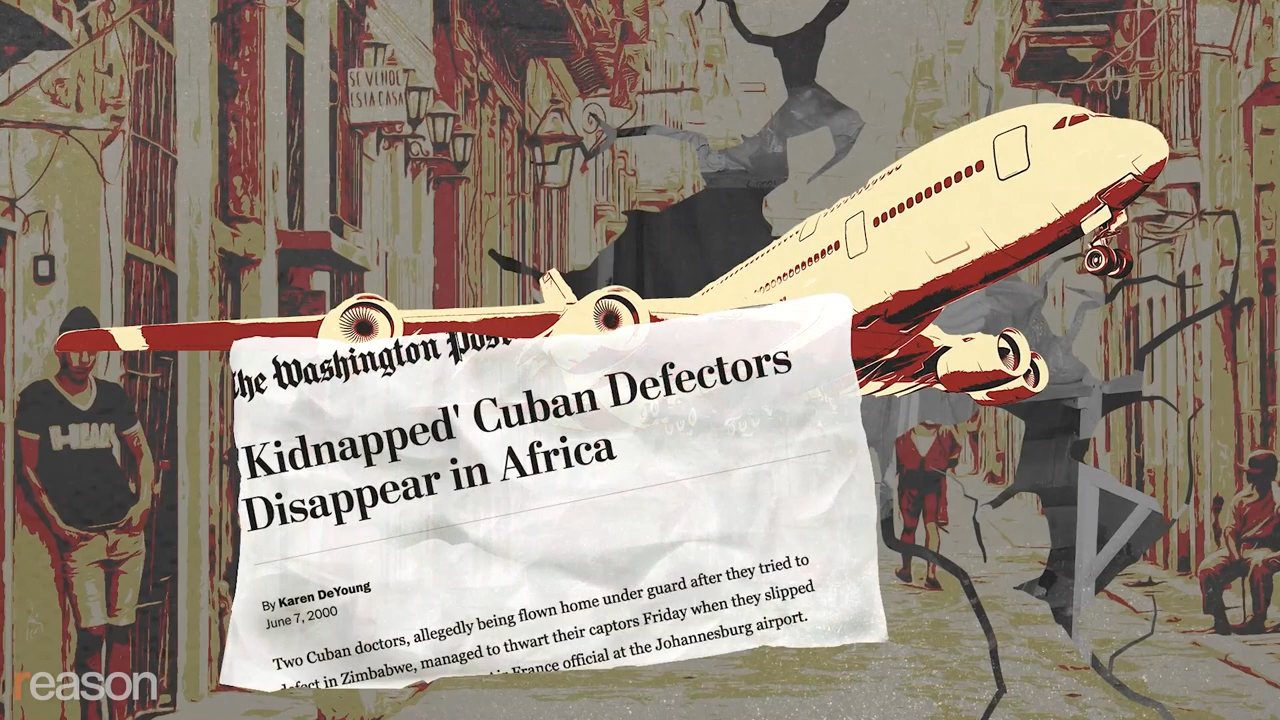 SE VENDE
ESTA CASA
The Washington Post
'Kidnapped' Cuban Defectors
Disappear in Africa
By Karen DeYoung
June 7, 2000
Two Cuban doctors, allegedly being flown home under guard after they tried to
defect in Zimbabwe, managed to thwart their captors Friday when they slipped
France official at the Johannesburg airport.
reason